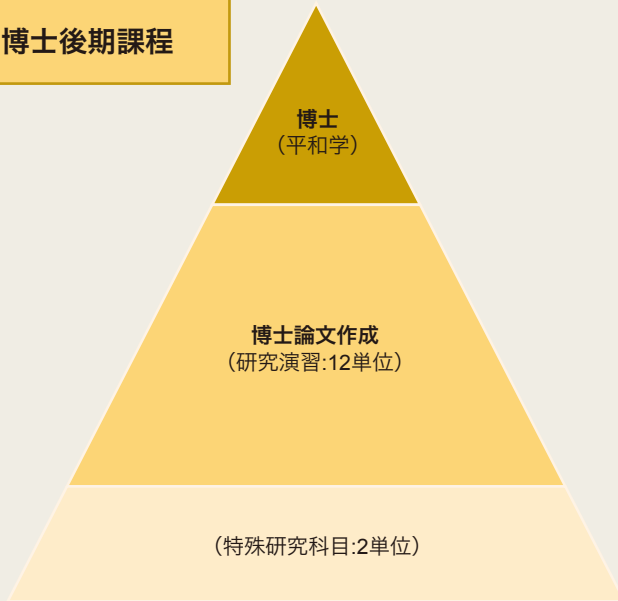 博士後期課程
博士
（平和学）
博士論文作成
（研究演習:12単位）
（特殊研究科目:2単位）